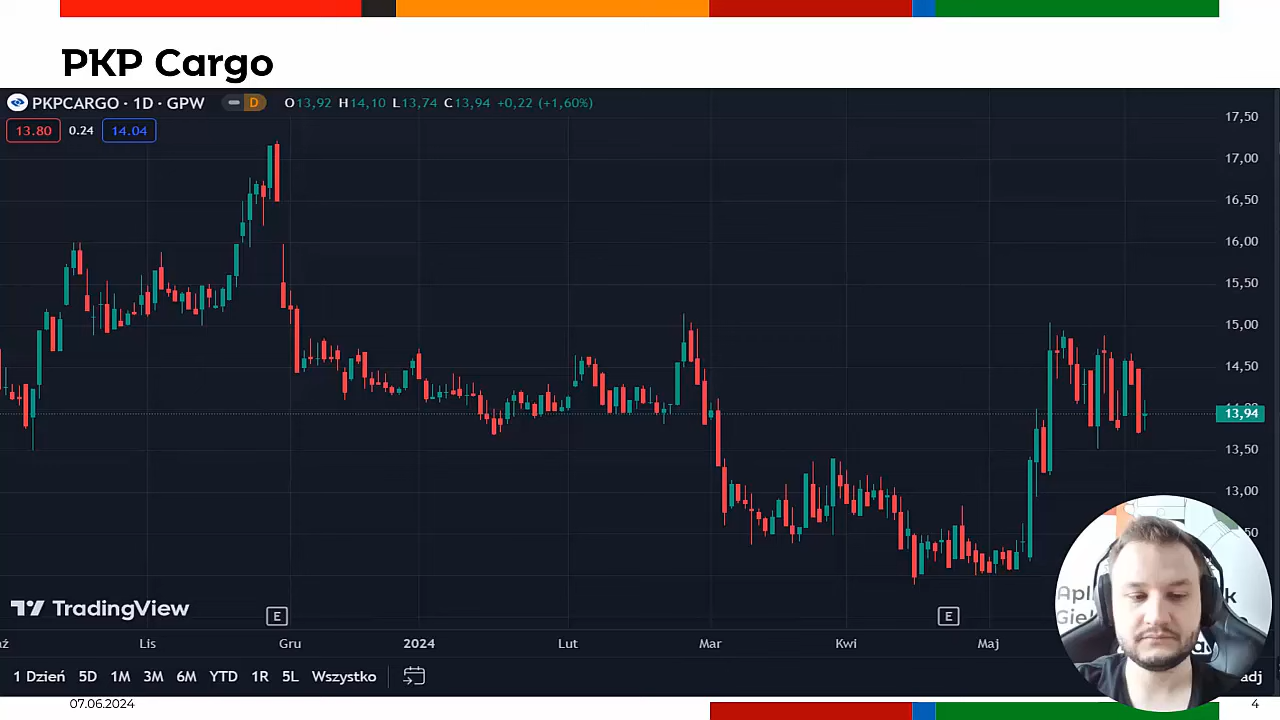 PKP Cargo
PKPCARGO · 1D · GPW D O13,92 H14,10 L13,74 C13,94 +0,22 (+1,60%)
13.80 0.24 14.04
17,50
17,00
16,50
16,00
15,50
15,00
14,50
13,94
13,50
13,00
TradingView
E
E
Lis Gru 2024 Lut Mar Kwi Maj
1 Dzień 5D 1M 3M 6M YTD 1R 5L Wszystko adj
07.06.2024
4